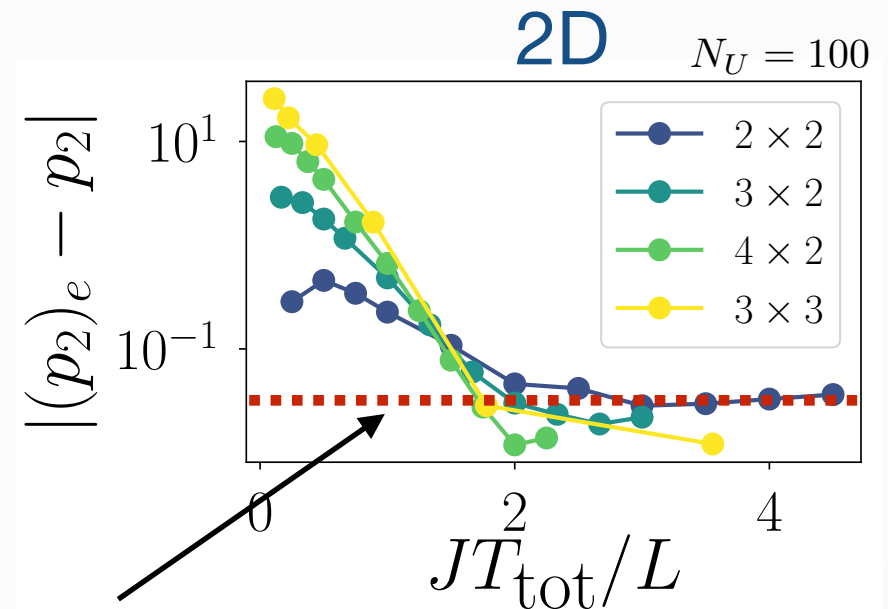 2D
N_U = 100
|(p_2)_e − p_2|
10^1
10^{-1}
2 × 2
3 × 2
4 × 2
3 × 3
0 2 4
JT_tot/L